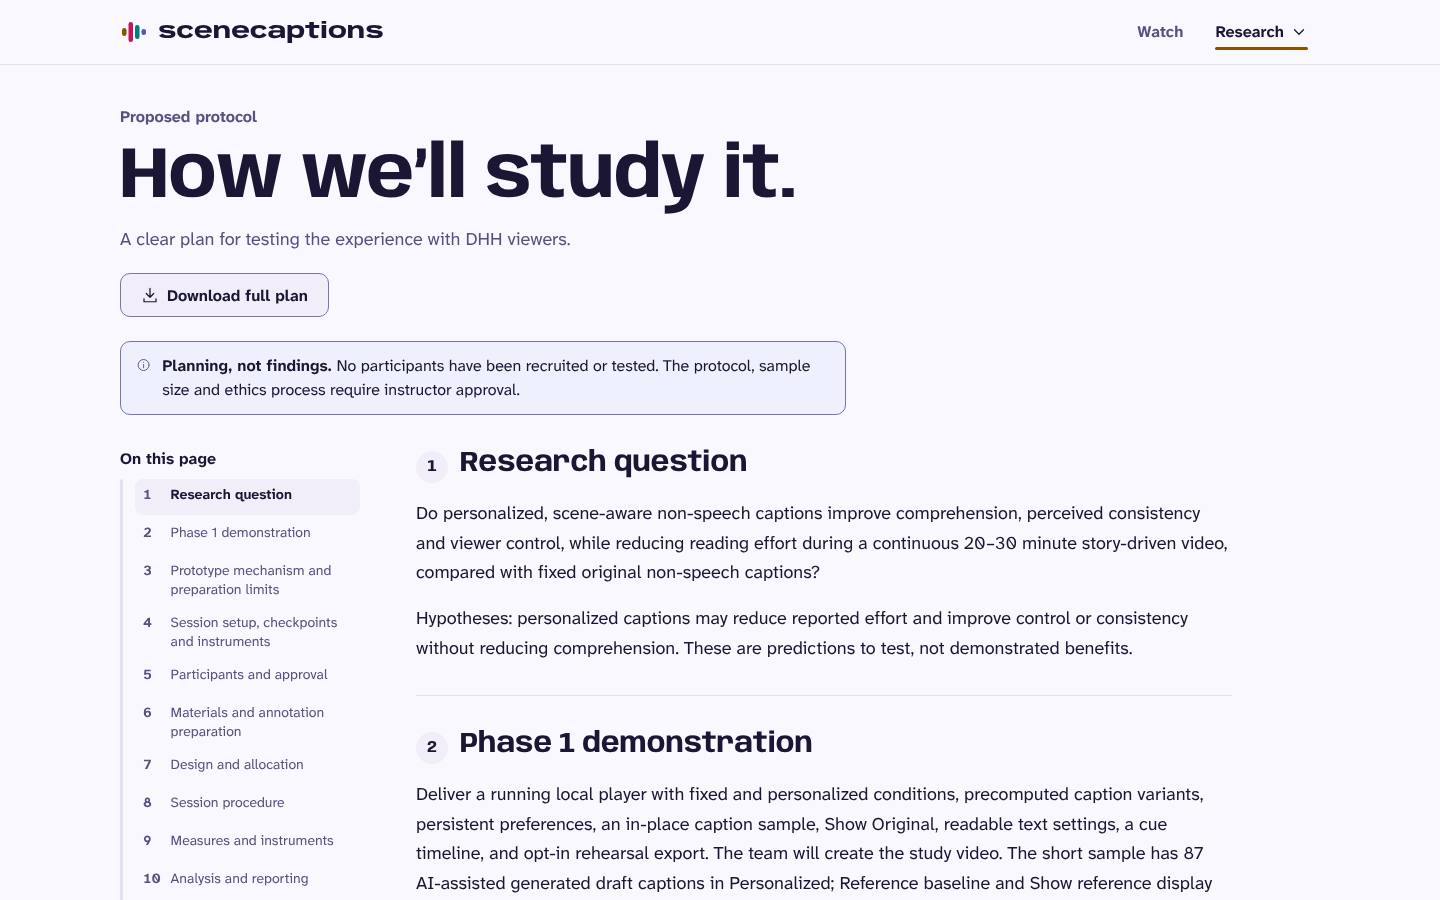 scenecaptions
Watch
Research
Proposed protocol
How we’ll study it.
A clear plan for testing the experience with DHH viewers.
Download full plan
Planning, not findings. No participants have been recruited or tested. The protocol, sample
size and ethics process require instructor approval.
On this page
1 Research question
2 Phase 1 demonstration
3 Prototype mechanism and
preparation limits
4 Session setup, checkpoints
and instruments
5 Participants and approval
6 Materials and annotation
preparation
7 Design and allocation
8 Session procedure
9 Measures and instruments
10 Analysis and reporting
1 Research question
Do personalized, scene-aware non-speech captions improve comprehension, perceived consistency
and viewer control, while reducing reading effort during a continuous 20–30 minute story-driven video,
compared with fixed original non-speech captions?
Hypotheses: personalized captions may reduce reported effort and improve control or consistency
without reducing comprehension. These are predictions to test, not demonstrated benefits.
2 Phase 1 demonstration
Deliver a running local player with fixed and personalized conditions, precomputed caption variants,
persistent preferences, an in-place caption sample, Show Original, readable text settings, a cue
timeline, and opt-in rehearsal export. The team will create the study video. The short sample has 87
AI-assisted generated draft captions in Personalized; Reference baseline and Show reference display